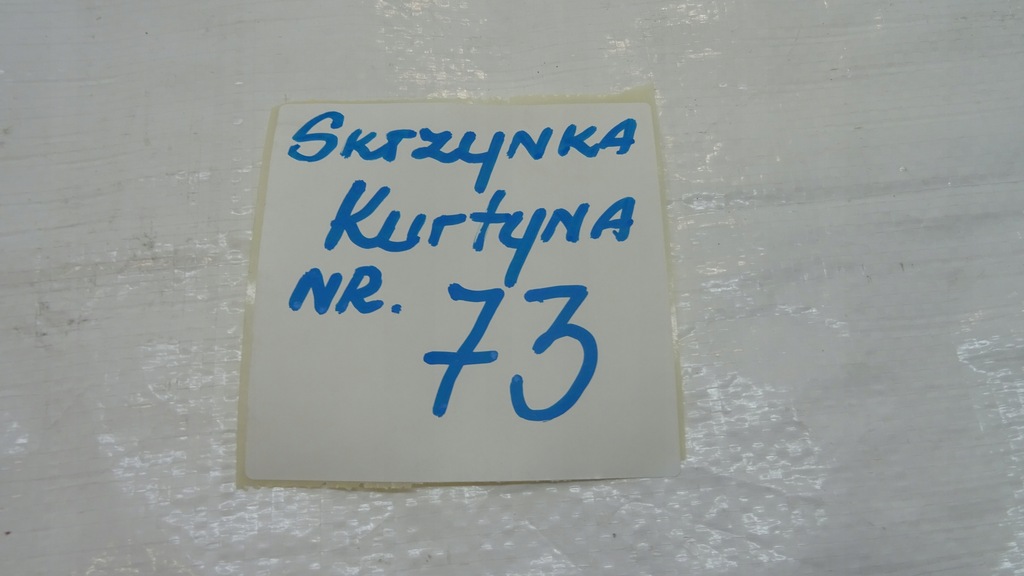 Skrzynka
Kurtyna
NR. 73